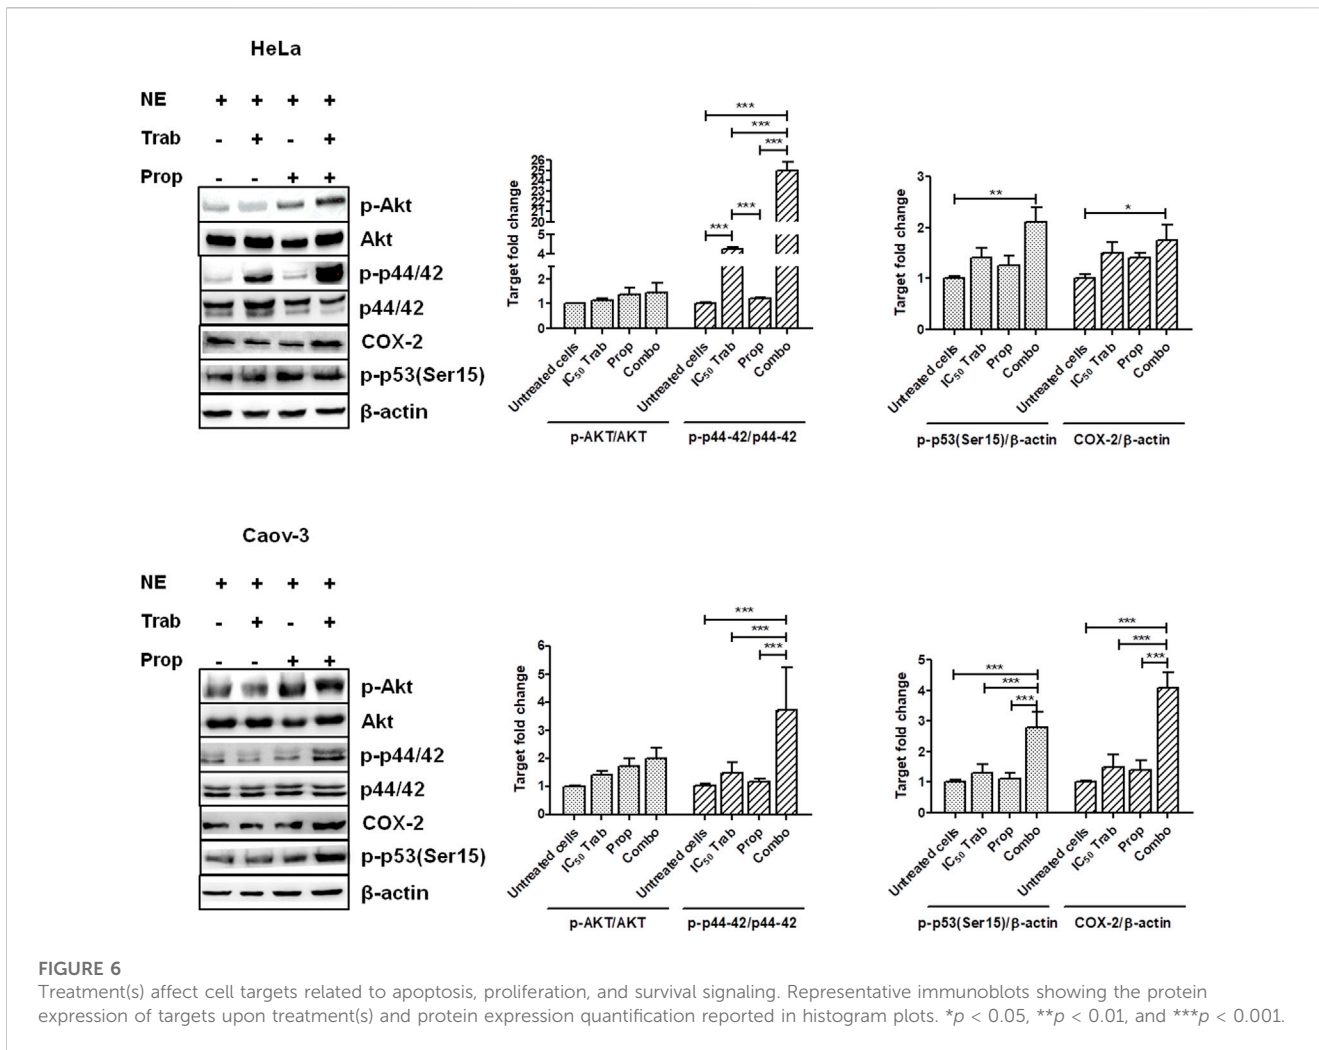 HeLa
NE + + + +
Trab - + - +
Prop - - + +
p-Akt
Akt
p-p44/42
p44/42
COX-2
p-p53(Ser15)
β-actin
Target fold change
26
25
24
23
22
21
20
5
4
2
1
0
*** *** *** *** ***
Untreated cells IC₅₀ Trab Prop Combo Untreated cells IC₅₀ Trab Prop Combo
p-AKT/AKT p-p44-42/p44-42
Target fold change
3
2
1
0
** *
Untreated cells IC₅₀ Trab Prop Combo Untreated cells IC₅₀ Trab Prop Combo
p-p53(Ser15)/β-actin COX-2/β-actin
Caov-3
NE + + + +
Trab - + - +
Prop - - + +
p-Akt
Akt
p-p44/42
p44/42
COX-2
p-p53(Ser15)
β-actin
Target fold change
6
5
4
3
2
1
0
*** *** ***
Untreated cells IC₅₀ Trab Prop Combo Untreated cells IC₅₀ Trab Prop Combo
p-AKT/AKT p-p44-42/p44-42
Target fold change
5
4
3
2
1
0
*** *** *** *** *** ***
Untreated cells IC₅₀ Trab Prop Combo Untreated cells IC₅₀ Trab Prop Combo
p-p53(Ser15)/β-actin COX-2/β-actin
FIGURE 6
Treatment(s) affect cell targets related to apoptosis, proliferation, and survival signaling. Representative immunoblots showing the protein
expression of targets upon treatment(s) and protein expression quantification reported in histogram plots. *p < 0.05, **p < 0.01, and ***p < 0.001.